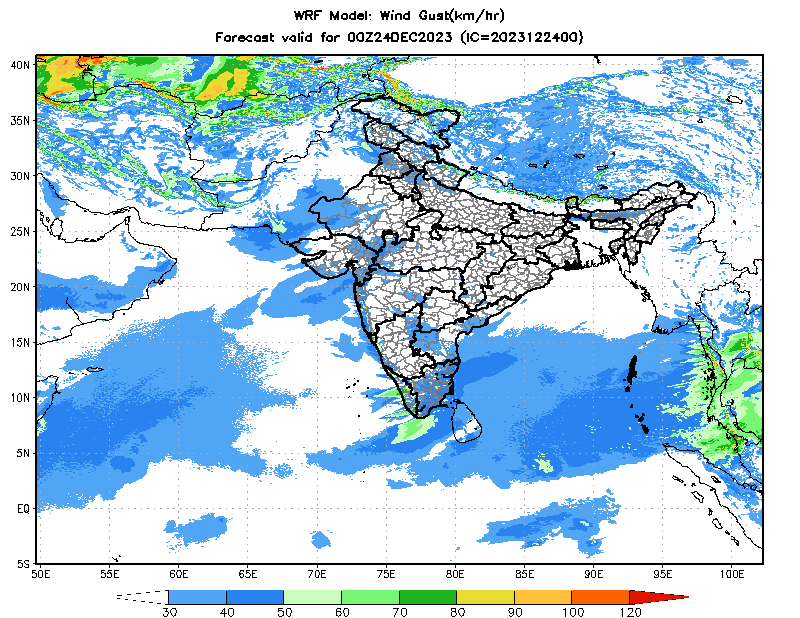 WRF Model: Wind Gust(km/hr)
Forecast valid for 00Z24DEC2023 (IC=2023122400)
40N
35N
30N
25N
20N
15N
10N
5N
EQ
5S
50E 55E 60E 65E 70E 75E 80E 85E 90E 95E 100E
30 40 50 60 70 80 90 100 120